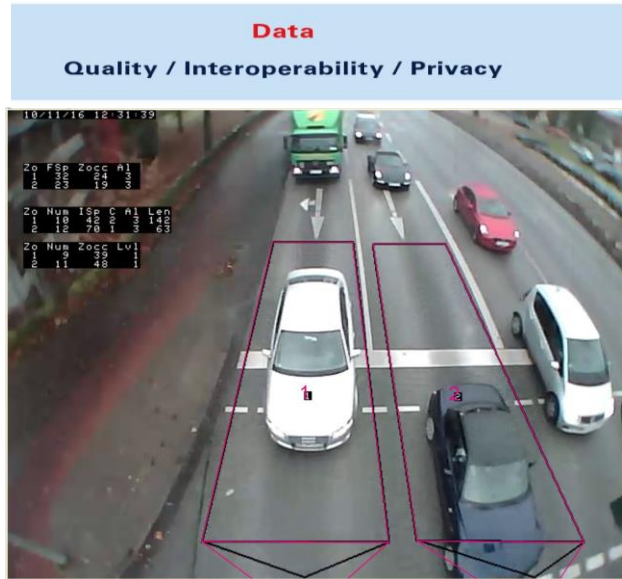 Data
Quality / Interoperability / Privacy
10/11/16 12:31:39
Zo FSp Zocc Al
1 32 24 3
2 23 19 3
Zo Num ISp C Al Len
1 10 42 2 3 142
2 12 70 1 3 63
Zo Num Zocc Lvl
1 9 39 1
2 11 48 1
1
1
2
2